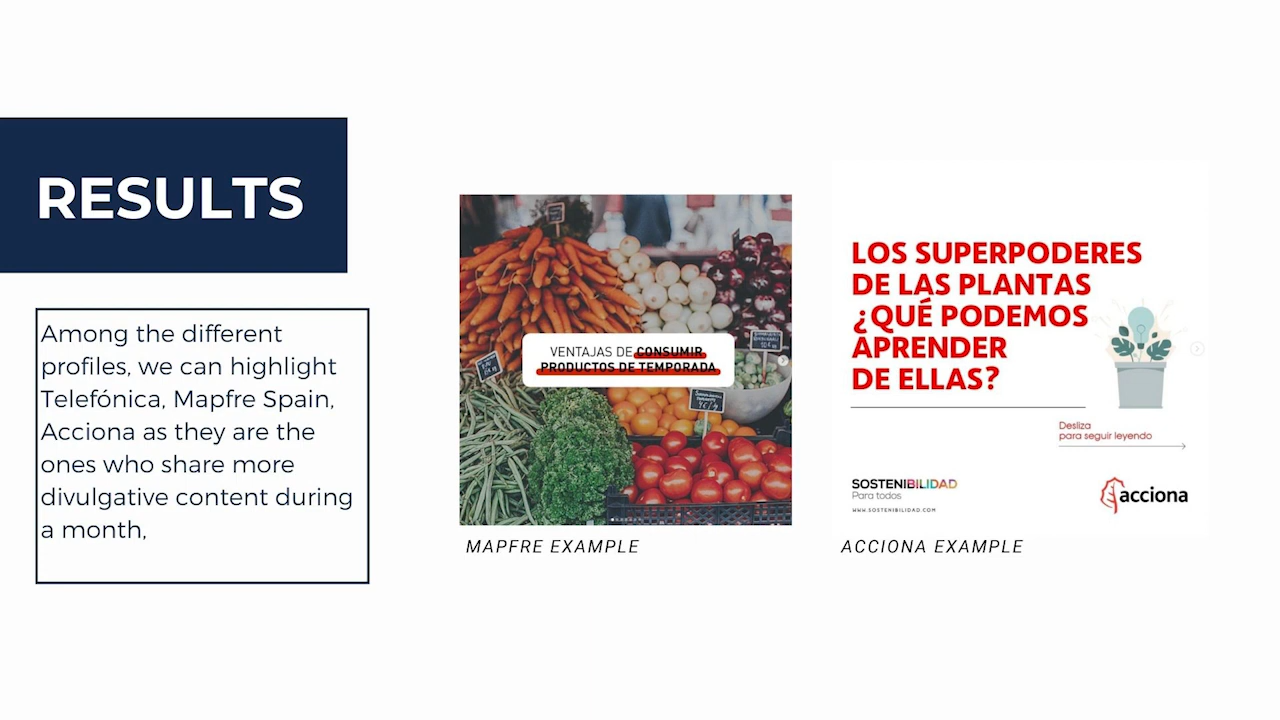 RESULTS
Among the different
profiles, we can highlight
Telefónica, Mapfre Spain,
Acciona as they are the
ones who share more
divulgative content during
a month,
VENTAJAS DE CONSUMIR
PRODUCTOS DE TEMPORADA
MAPFRE EXAMPLE
LOS SUPERPODERES
DE LAS PLANTAS
¿QUÉ PODEMOS
APRENDER
DE ELLAS?
Desliza
para seguir leyendo
SOSTENIBILIDAD
Para todos
WWW.SOSTENIBILIDAD.COM
acciona
ACCIONA EXAMPLE